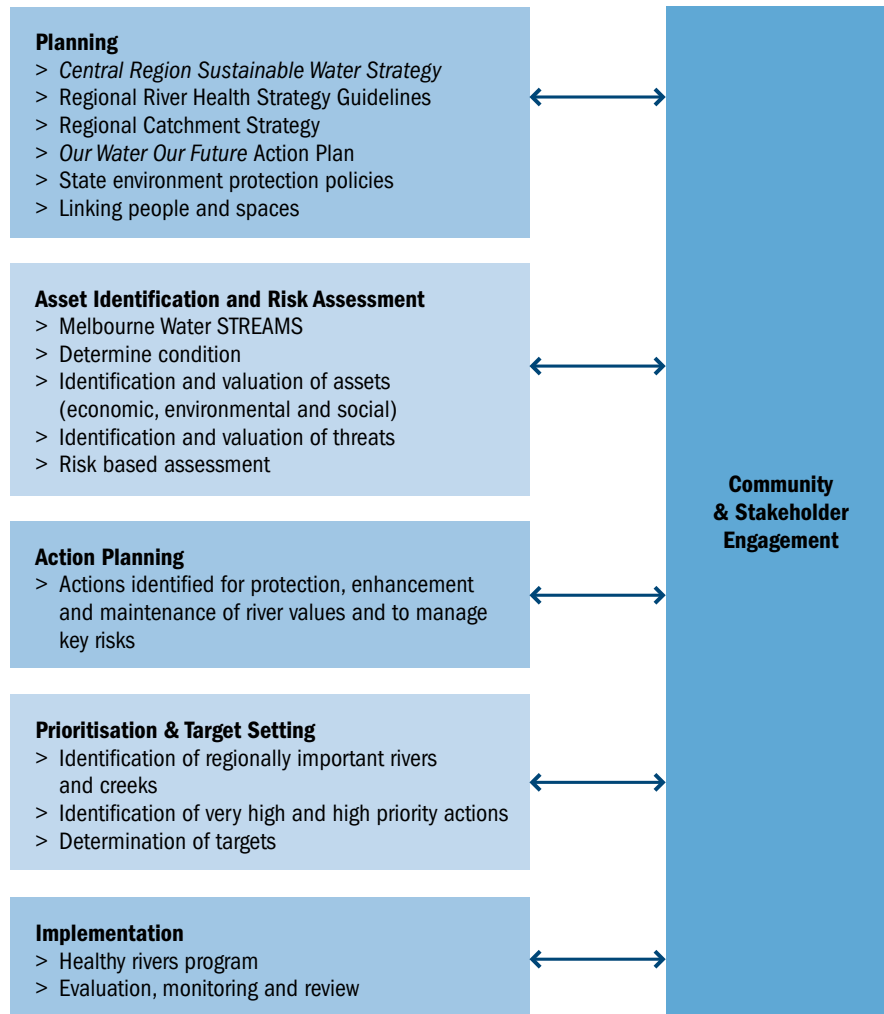 Planning
> Central Region Sustainable Water Strategy
> Regional River Health Strategy Guidelines
> Regional Catchment Strategy
> Our Water Our Future Action Plan
> State environment protection policies
> Linking people and spaces
Asset Identification and Risk Assessment
> Melbourne Water STREAMS
> Determine condition
> Identification and valuation of assets
(economic, environmental and social)
> Identification and valuation of threats
> Risk based assessment
Action Planning
> Actions identified for protection, enhancement
and maintenance of river values and to manage
key risks
Prioritisation & Target Setting
> Identification of regionally important rivers
and creeks
> Identification of very high and high priority actions
> Determination of targets
Implementation
> Healthy rivers program
> Evaluation, monitoring and review
Community
& Stakeholder
Engagement